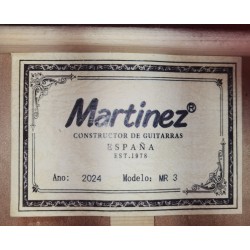 Martinez®
CONSTRUCTOR DE GUITARRAS
ESPAÑA
EST.1978
Ano: 2024 Modelo: MR 3